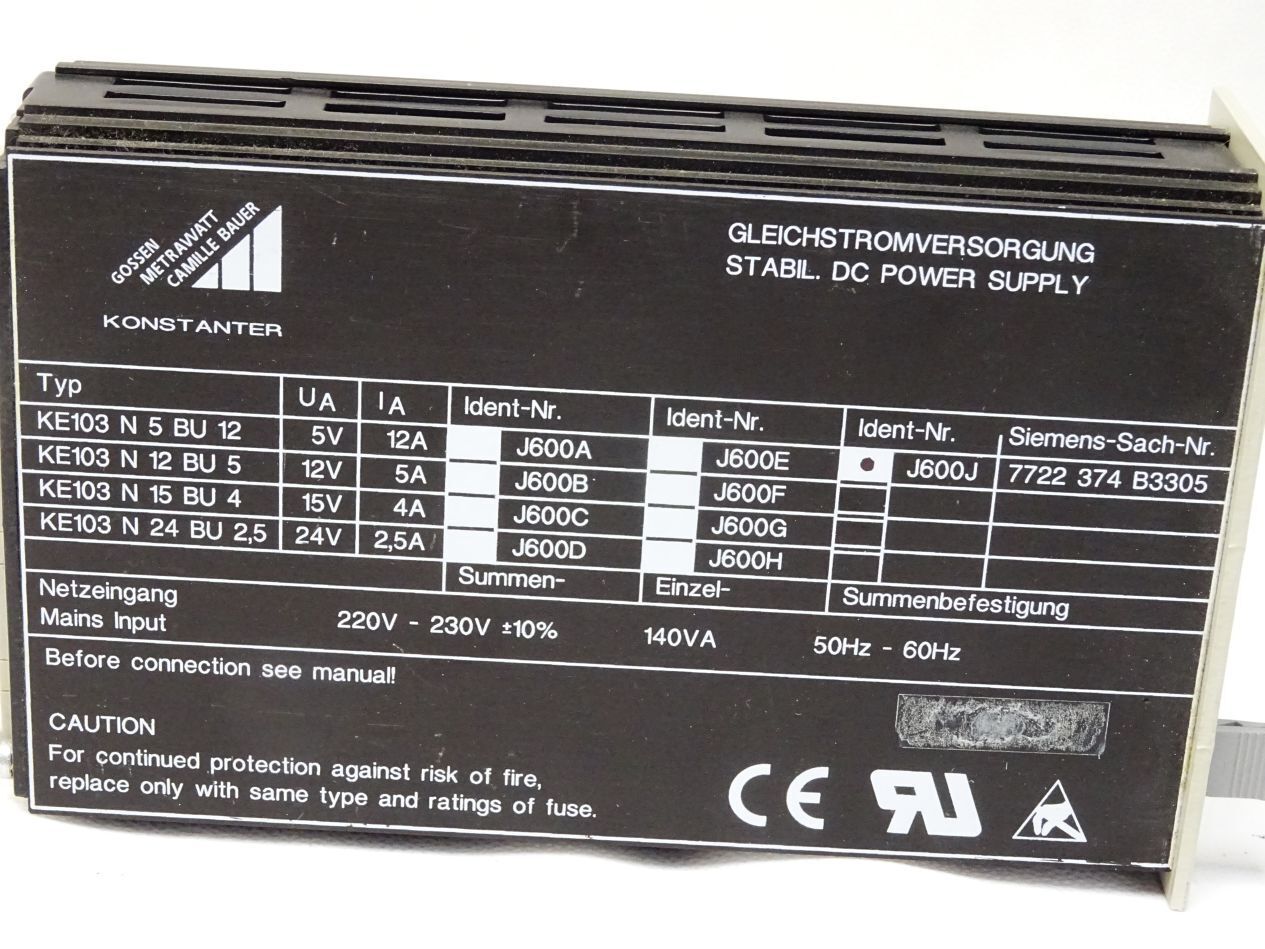 GOSSEN
METRAWATT
CAMILLE BAUER
KONSTANTER
GLEICHSTROMVERSORGUNG
STABIL. DC POWER SUPPLY
Typ UA IA Ident-Nr. Ident-Nr. Ident-Nr. Siemens-Sach-Nr.
KE103 N 5 BU 12 5V 12A J600A J600E J600J 7722 374 B3305
KE103 N 12 BU 5 12V 5A J600B J600F
KE103 N 15 BU 4 15V 4A J600C J600G
KE103 N 24 BU 2,5 24V 2,5A J600D J600H
Summen- Einzel- Summenbefestigung
Netzeingang
Mains Input 220V - 230V ±10% 140VA 50Hz - 60Hz
Before connection see manual!
CAUTION
For continued protection against risk of fire,
replace only with same type and ratings of fuse.
CE RU